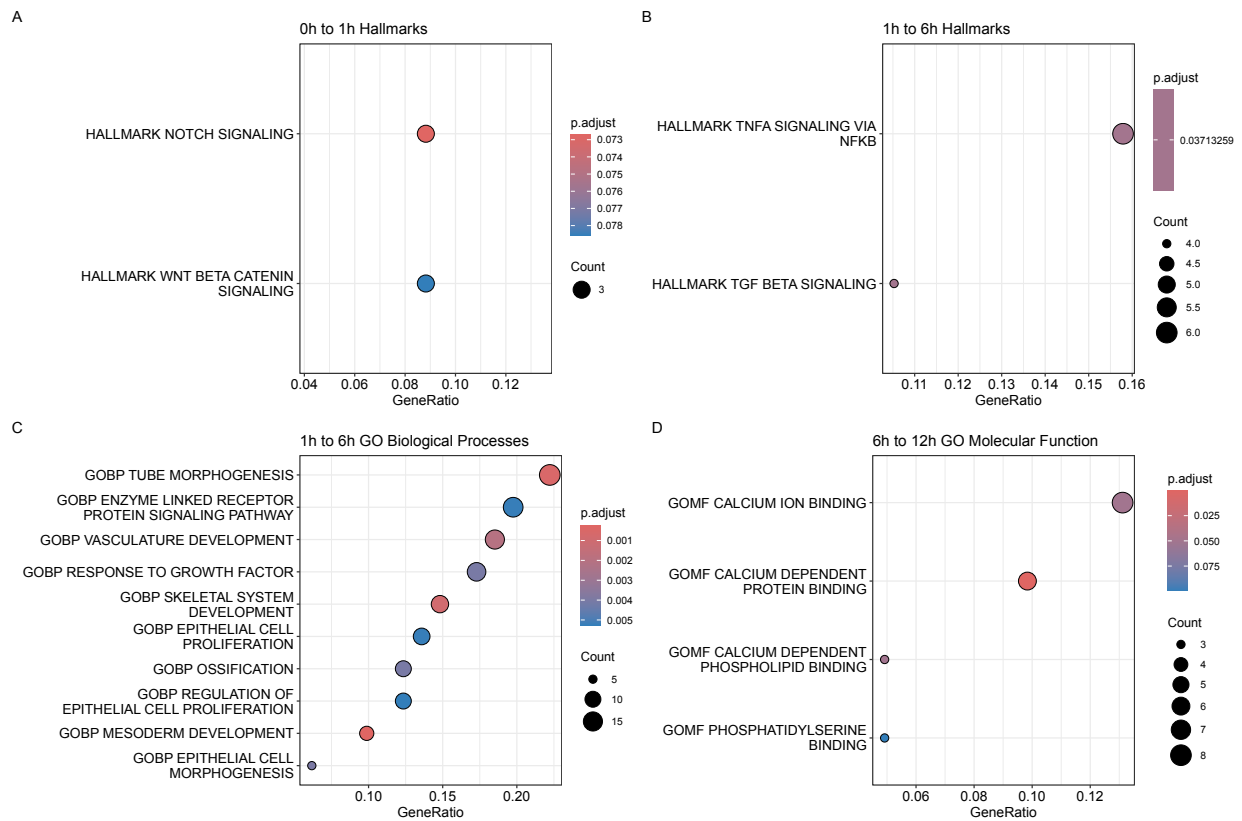 A
0h to 1h Hallmarks
HALLMARK NOTCH SIGNALING
HALLMARK WNT BETA CATENIN
SIGNALING
0.04 0.06 0.08 0.10 0.12
GeneRatio
p.adjust
0.073
0.074
0.075
0.076
0.077
0.078
Count
3
B
1h to 6h Hallmarks
HALLMARK TNFA SIGNALING VIA
NFKB
HALLMARK TGF BETA SIGNALING
0.11 0.12 0.13 0.14 0.15 0.16
GeneRatio
p.adjust
0.03713259
Count
4.0
4.5
5.0
5.5
6.0
C
1h to 6h GO Biological Processes
GOBP TUBE MORPHOGENESIS
GOBP ENZYME LINKED RECEPTOR
PROTEIN SIGNALING PATHWAY
GOBP VASCULATURE DEVELOPMENT
GOBP RESPONSE TO GROWTH FACTOR
GOBP SKELETAL SYSTEM
DEVELOPMENT
GOBP EPITHELIAL CELL
PROLIFERATION
GOBP OSSIFICATION
GOBP REGULATION OF
EPITHELIAL CELL PROLIFERATION
GOBP MESODERM DEVELOPMENT
GOBP EPITHELIAL CELL
MORPHOGENESIS
0.10 0.15 0.20
GeneRatio
p.adjust
0.001
0.002
0.003
0.004
0.005
Count
5
10
15
D
6h to 12h GO Molecular Function
GOMF CALCIUM ION BINDING
GOMF CALCIUM DEPENDENT
PROTEIN BINDING
GOMF CALCIUM DEPENDENT
PHOSPHOLIPID BINDING
GOMF PHOSPHATIDYLSERINE
BINDING
0.06 0.08 0.10 0.12
GeneRatio
p.adjust
0.025
0.050
0.075
Count
3
4
5
6
7
8